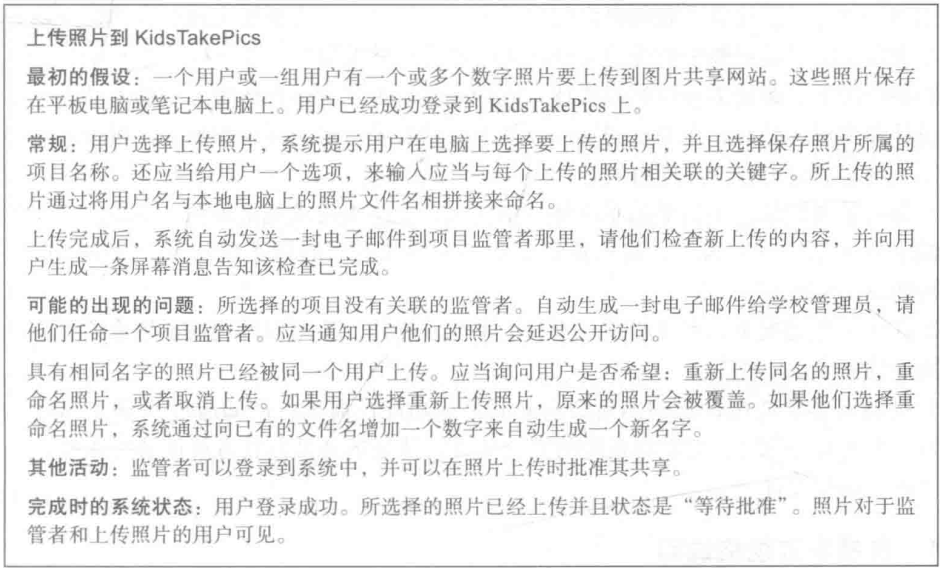 上传照片到 KidsTakePics
最初的假设：一个用户或一组用户有一个或多个数字照片要上传到图片共享网站。这些照片保存
在平板电脑或笔记本电脑上。用户已经成功登录到 KidsTakePics 上。
常规：用户选择上传照片，系统提示用户在电脑上选择要上传的照片，并且选择保存照片所属的
项目名称。还应当给用户一个选项，来输入应当与每个上传的照片相关联的关键字。所上传的照
片通过将用户名与本地电脑上的照片文件名相拼接来命名。
上传完成后，系统自动发送一封电子邮件到项目监管者那里，请他们检查新上传的内容，并向用
户生成一条屏幕消息告知该检查已完成。
可能的出现的问题：所选择的项目没有关联的监管者。自动生成一封电子邮件给学校管理员，请
他们任命一个项目监管者。应当通知用户他们的照片会延迟公开访问。
具有相同名字的照片已经被同一个用户上传。应当询问用户是否希望：重新上传同名的照片，重
命名照片，或者取消上传。如果用户选择重新上传照片，原来的照片会被覆盖。如果他们选择重
命名照片，系统通过向已有的文件名增加一个数字来自动生成一个新名字。
其他活动：监管者可以登录到系统中，并可以在照片上传时批准其共享。
完成时的系统状态：用户登录成功。所选择的照片已经上传并且状态是“等待批准”。照片对于监
管者和上传照片的用户可见。